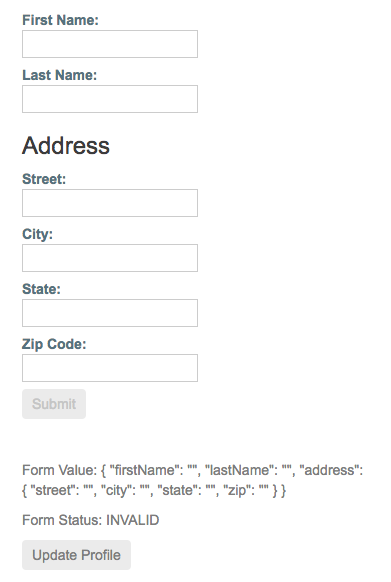 First Name:
Last Name:
Address
Street:
City:
State:
Zip Code:
Submit
Form Value: { "firstName": "", "lastName": "", "address":
{ "street": "", "city": "", "state": "", "zip": "" } }
Form Status: INVALID
Update Profile